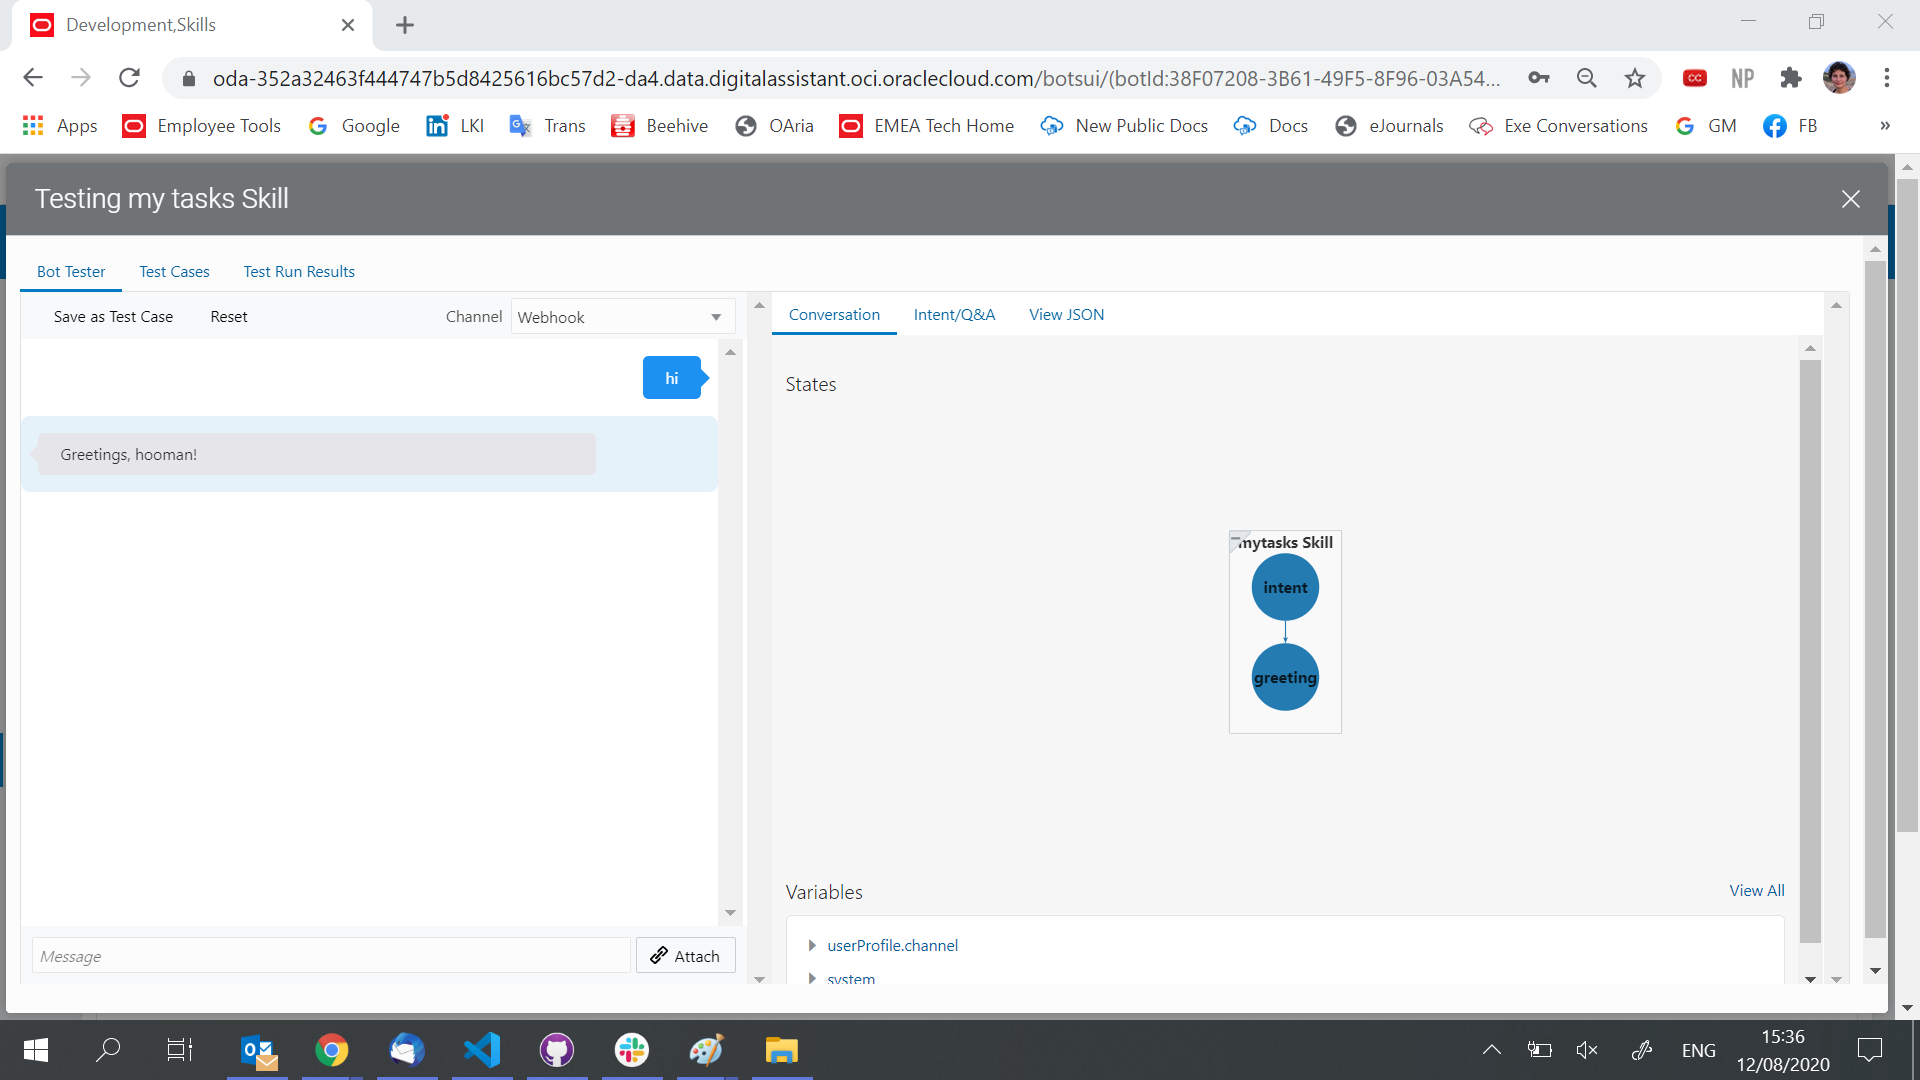 Development,Skills
oda-352a32463f444747b5d8425616bc57d2-da4.data.digitalassistant.oci.oraclecloud.com/botsui/(botId:38F07208-3B61-49F5-8F96-03A54...
CC NP
Apps Employee Tools Google LKI Trans Beehive OAria EMEA Tech Home New Public Docs Docs eJournals Exe Conversations GM FB »
Testing my tasks Skill
Bot Tester Test Cases Test Run Results
Save as Test Case Reset Channel Webhook
Conversation Intent/Q&A View JSON
hi
Greetings, hooman!
States
mytasks Skill
intent
greeting
Variables View All
userProfile.channel
system
Message Attach
ENG
15:36
12/08/2020